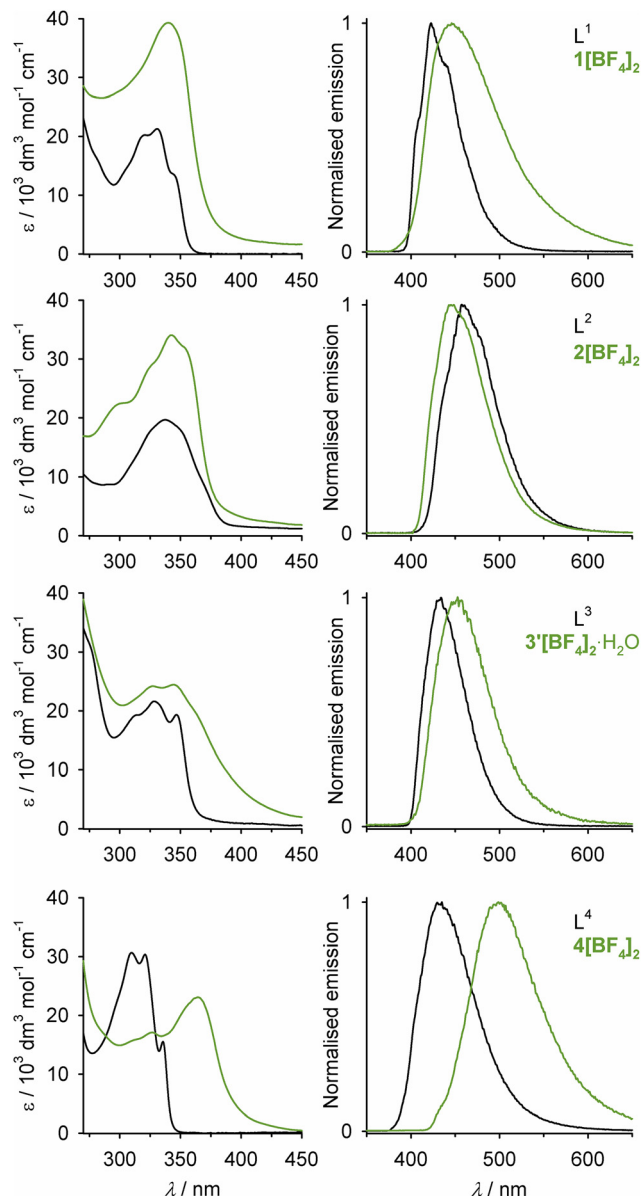 40
30
20
10
0
300 350 400 450
ε / 10³ dm³ mol⁻¹ cm⁻¹
1
1
400 500 600
Normalised emission
L¹
1[BF₄]₂
40
30
20
10
0
300 350 400 450
ε / 10³ dm³ mol⁻¹ cm⁻¹
1
0
400 500 600
Normalised emission
L²
2[BF₄]₂
40
30
20
10
0
300 350 400 450
ε / 10³ dm³ mol⁻¹ cm⁻¹
1
1
400 500 600
Normalised emission
L³
3'[BF₄]₂·H₂O
40
30
20
10
0
300 350 400 450
ε / 10³ dm³ mol⁻¹ cm⁻¹
λ / nm
1
1
400 500 600
Normalised emission
λ / nm
L⁴
4[BF₄]₂